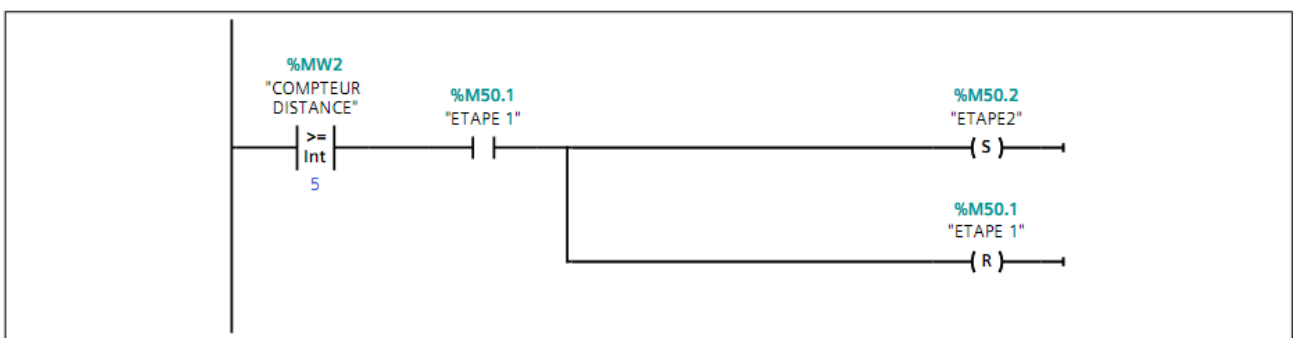 %MW2
"COMPTEUR
DISTANCE"
>=
Int
5
%M50.1
"ETAPE 1"
%M50.2
"ETAPE2"
S
%M50.1
"ETAPE 1"
R